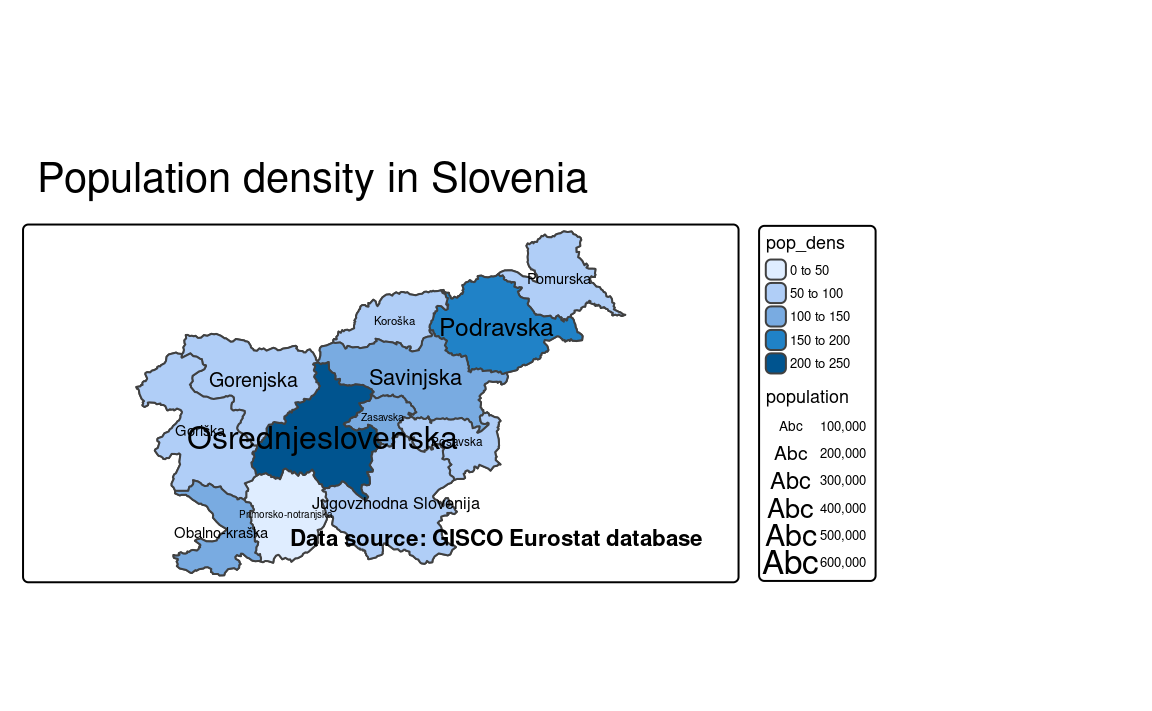 Population density in Slovenia
Pomurska
Koroška
Podravska
Gorenjska
Savinjska
Zasavska
Goriška
Osrednjeslovenska
Posavska
Jugovzhodna Slovenija
Primorsko-notranjska
Obalno-kraška
Data source: GISCO Eurostat database
pop_dens
0 to 50
50 to 100
100 to 150
150 to 200
200 to 250
population
Abc 100,000
Abc 200,000
Abc 300,000
Abc 400,000
Abc 500,000
Abc 600,000